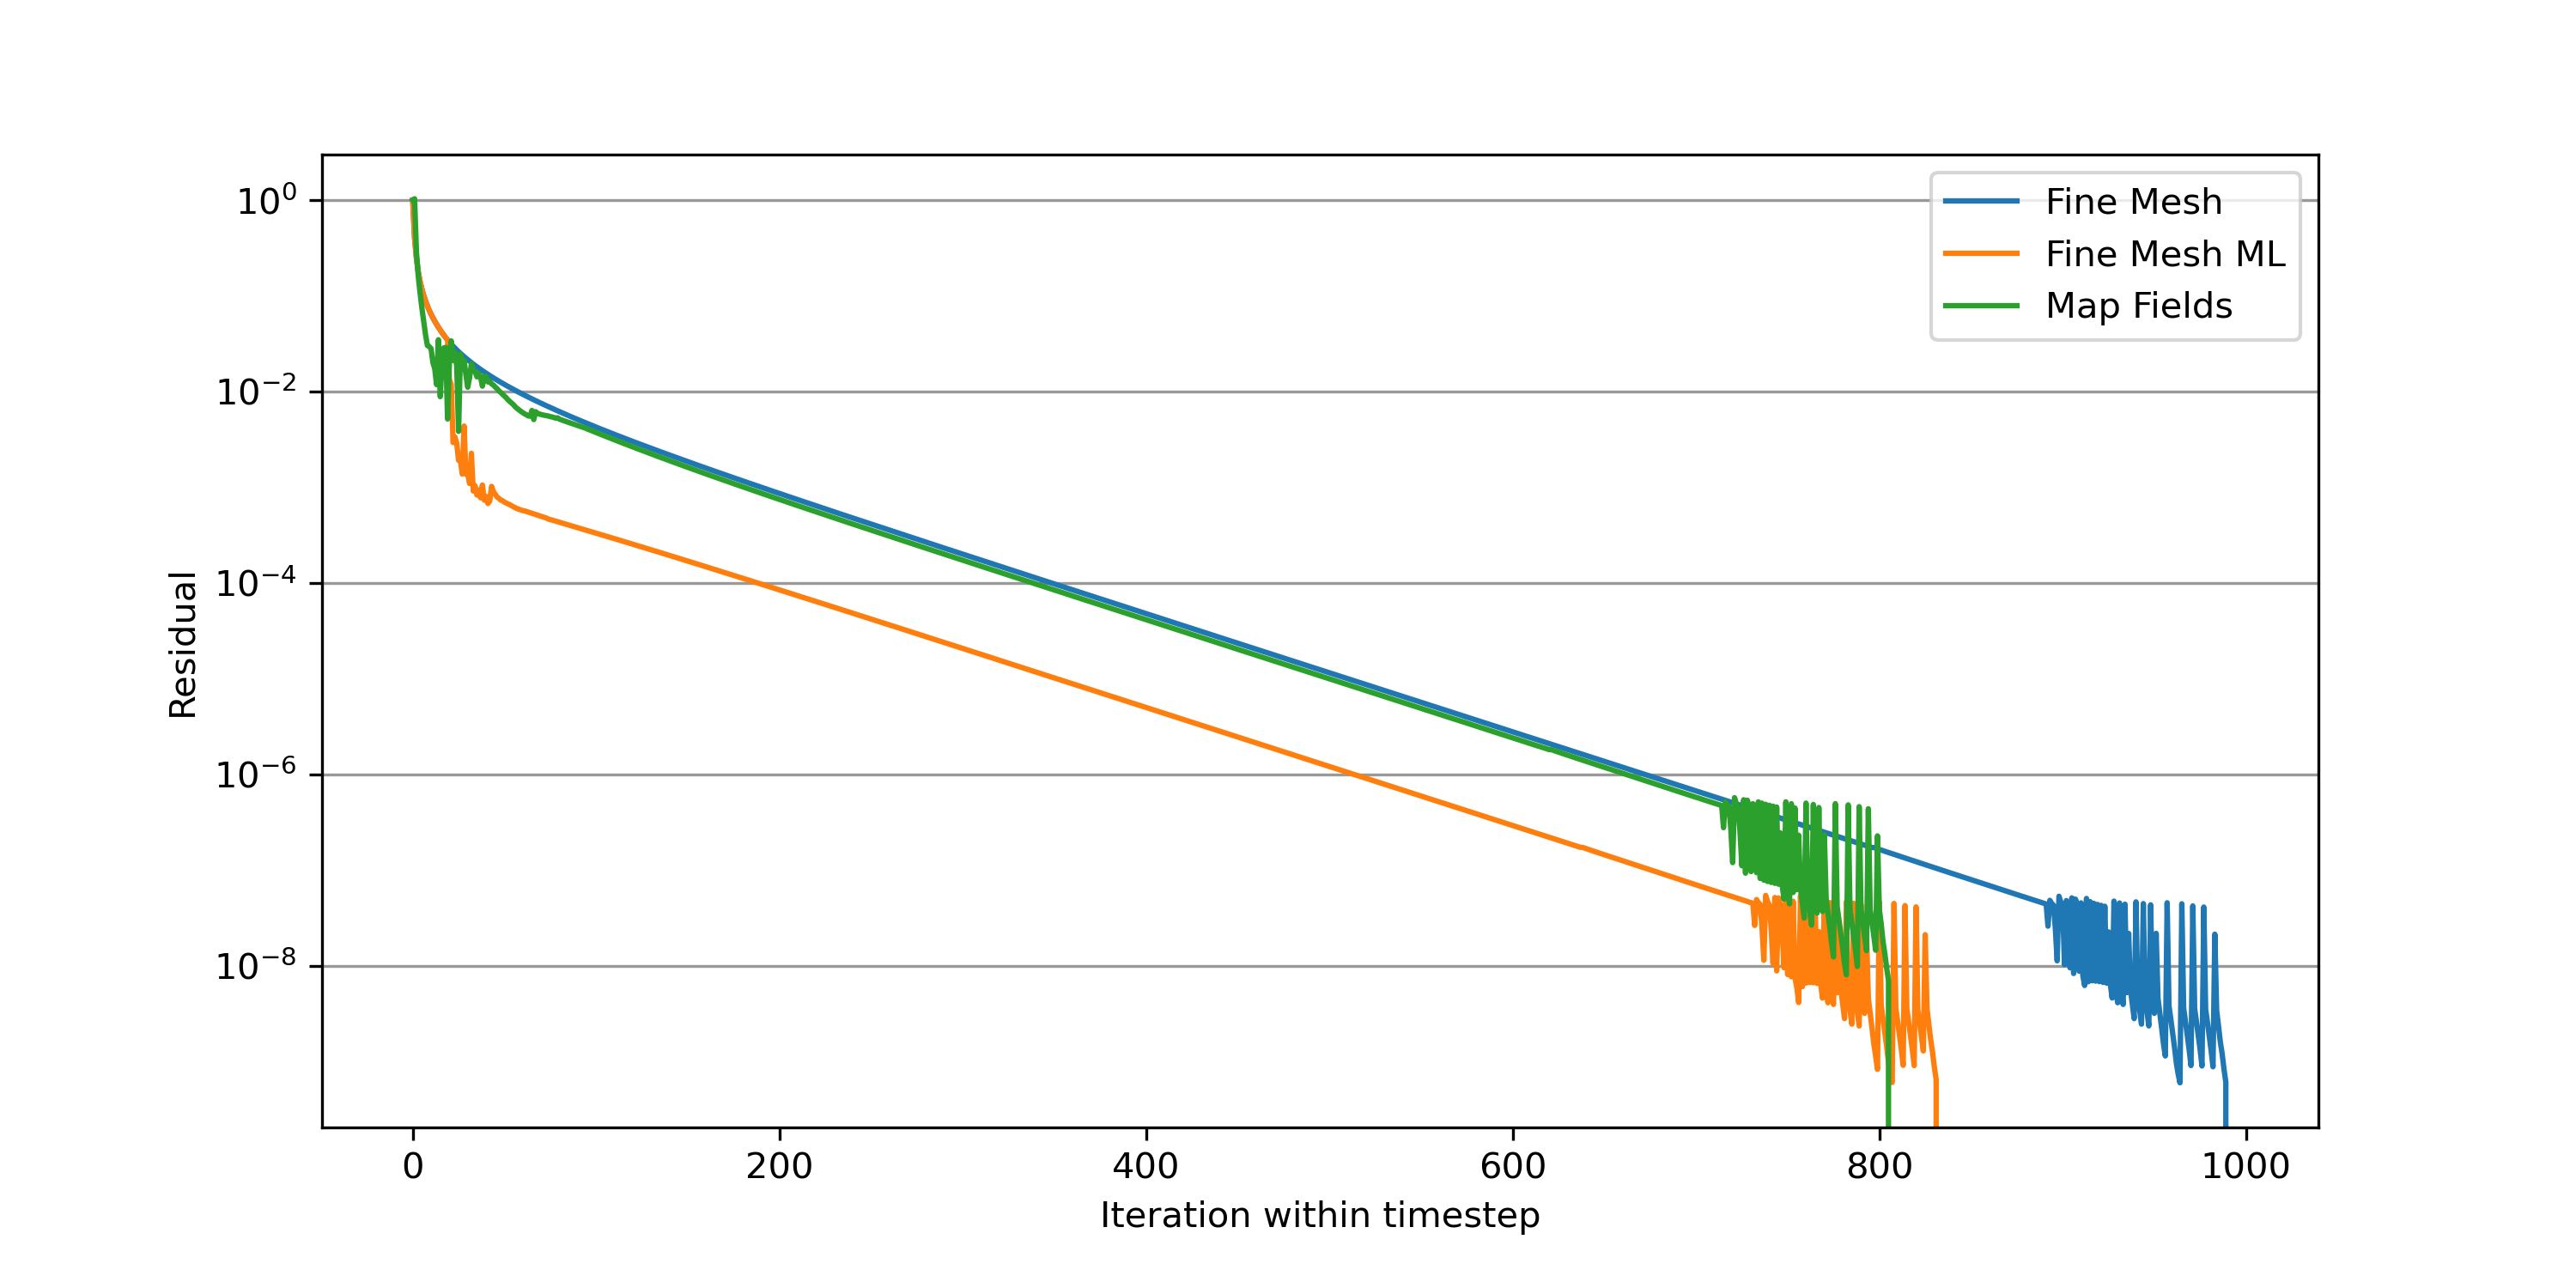 10⁰
10⁻²
10⁻⁴
10⁻⁶
10⁻⁸
Residual
Fine Mesh
Fine Mesh ML
Map Fields
0 200 400 600 800 1000
Iteration within timestep